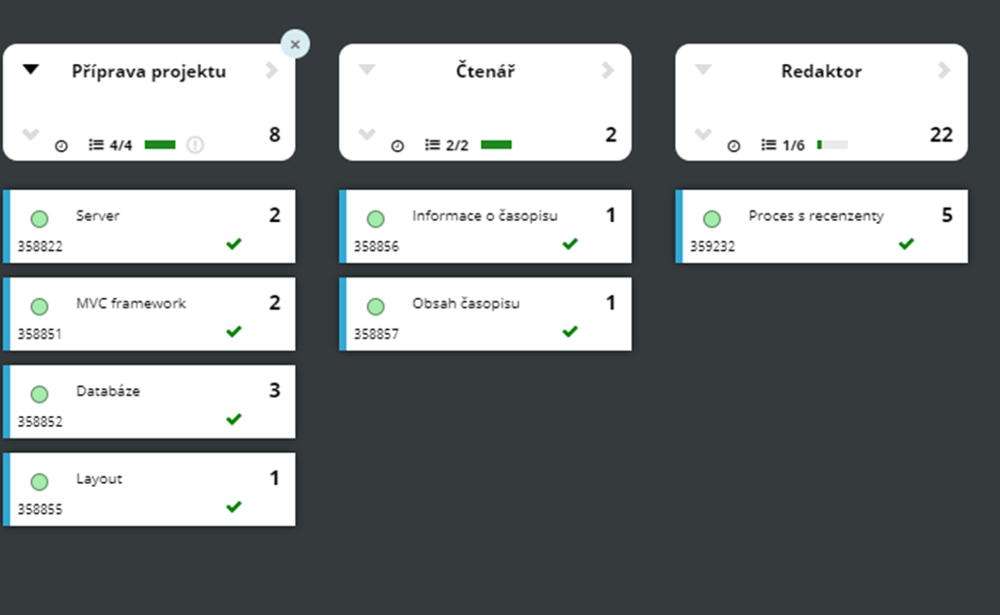 Příprava projektu
4/4
8
Server
2
358822
MVC framework
2
358851
Databáze
3
358852
Layout
1
358855
Čtenář
2/2
2
Informace o časopisu
1
358856
Obsah časopisu
1
358857
Redaktor
1/6
22
Proces s recenzenty
5
359232